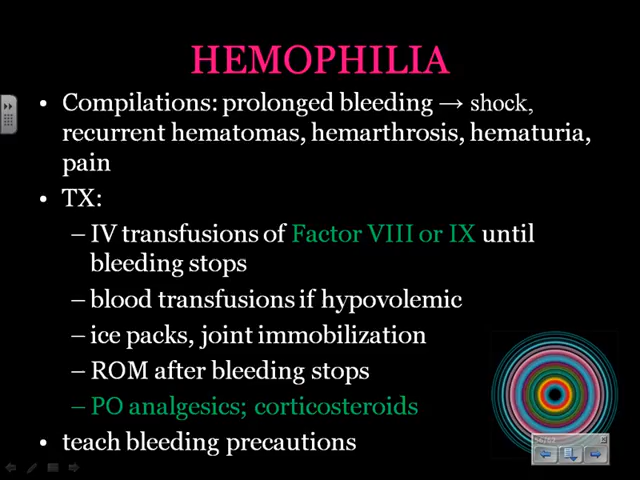 HEMOPHILIA
• Compilations: prolonged bleeding → shock,
recurrent hematomas, hemarthrosis, hematuria,
pain
• TX:
– IV transfusions of Factor VIII or IX until
bleeding stops
– blood transfusions if hypovolemic
– ice packs, joint immobilization
– ROM after bleeding stops
– PO analgesics; corticosteroids
• teach bleeding precautions